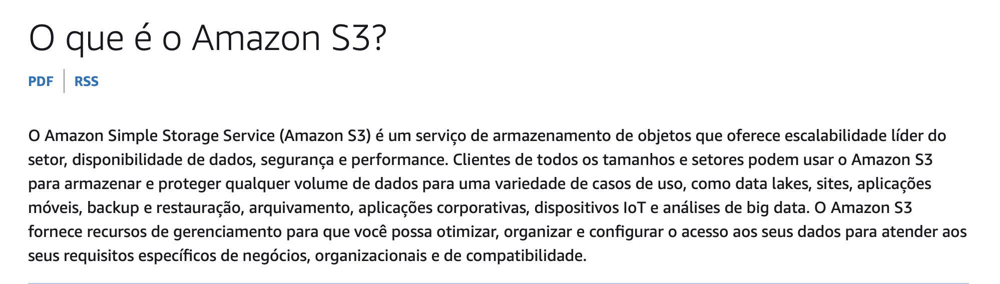 O que é o Amazon S3?
PDF RSS
O Amazon Simple Storage Service (Amazon S3) é um serviço de armazenamento de objetos que oferece escalabilidade líder do
setor, disponibilidade de dados, segurança e performance. Clientes de todos os tamanhos e setores podem usar o Amazon S3
para armazenar e proteger qualquer volume de dados para uma variedade de casos de uso, como data lakes, sites, aplicações
móveis, backup e restauração, arquivamento, aplicações corporativas, dispositivos IoT e análises de big data. O Amazon S3
fornece recursos de gerenciamento para que você possa otimizar, organizar e configurar o acesso aos seus dados para atender aos
seus requisitos específicos de negócios, organizacionais e de compatibilidade.